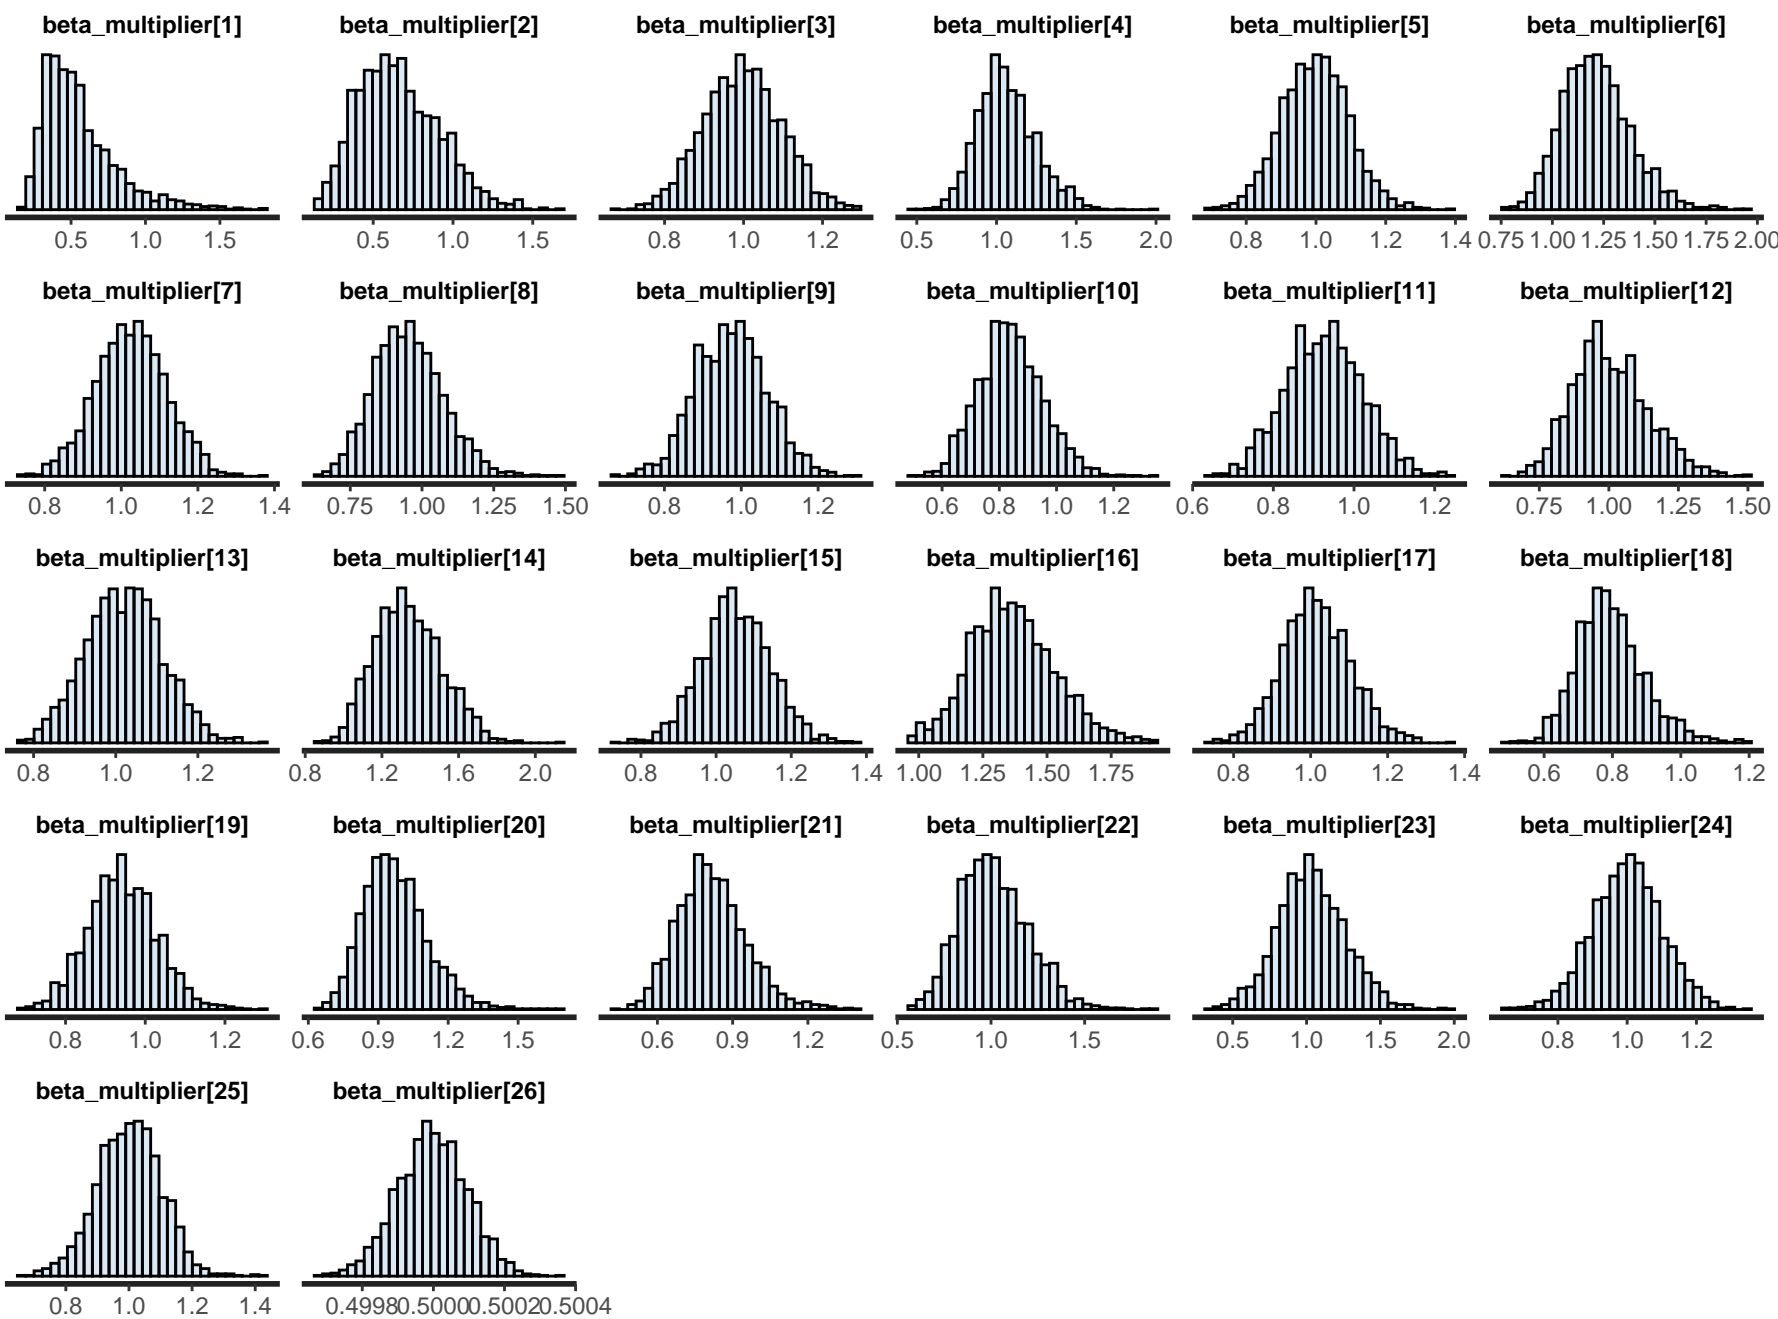 beta_multiplier[1] beta_multiplier[2] beta_multiplier[3] beta_multiplier[4] beta_multiplier[5] beta_multiplier[6]
0.5 1.0 1.5 0.5 1.0 1.5 0.8 1.0 1.2 0.5 1.0 1.5 2.0 0.8 1.0 1.2 1.4 0.75 1.00 1.25 1.50 1.75 2.00
beta_multiplier[7] beta_multiplier[8] beta_multiplier[9] beta_multiplier[10] beta_multiplier[11] beta_multiplier[12]
0.8 1.0 1.2 1.4 0.75 1.00 1.25 1.50 0.8 1.0 1.2 0.6 0.8 1.0 1.2 0.6 0.8 1.0 1.2 0.75 1.00 1.25 1.50
beta_multiplier[13] beta_multiplier[14] beta_multiplier[15] beta_multiplier[16] beta_multiplier[17] beta_multiplier[18]
0.8 1.0 1.2 0.8 1.2 1.6 2.0 0.8 1.0 1.2 1.4 1.00 1.25 1.50 1.75 0.8 1.0 1.2 1.4 0.6 0.8 1.0 1.2
beta_multiplier[19] beta_multiplier[20] beta_multiplier[21] beta_multiplier[22] beta_multiplier[23] beta_multiplier[24]
0.8 1.0 1.2 0.6 0.9 1.2 1.5 0.6 0.9 1.2 0.5 1.0 1.5 0.5 1.0 1.5 2.0 0.8 1.0 1.2
beta_multiplier[25] beta_multiplier[26]
0.8 1.0 1.2 1.4 0.4998 0.5000 0.5002 0.5004